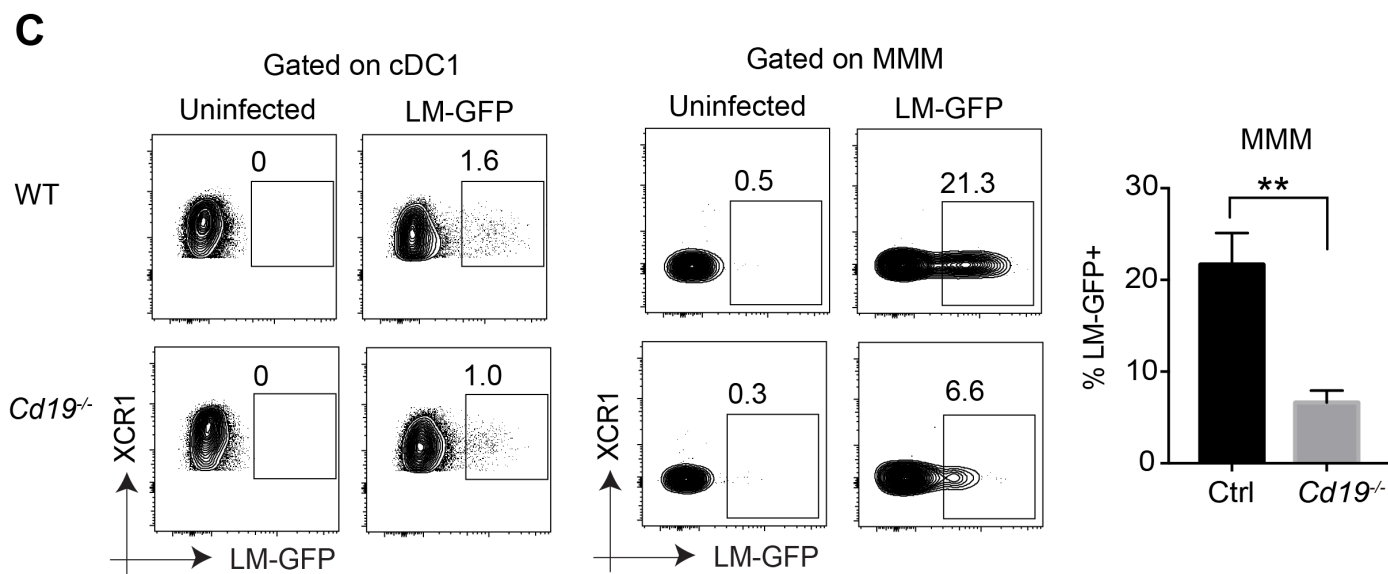 C
Gated on cDC1
Gated on MMM
Uninfected
LM-GFP
Uninfected
LM-GFP
MMM
WT
0
1.6
0.5
21.3
30
**
20
10
0
% LM-GFP+
Ctrl
Cd19-/-
Cd19-/-
0
1.0
0.3
6.6
XCR1
LM-GFP
XCR1
LM-GFP